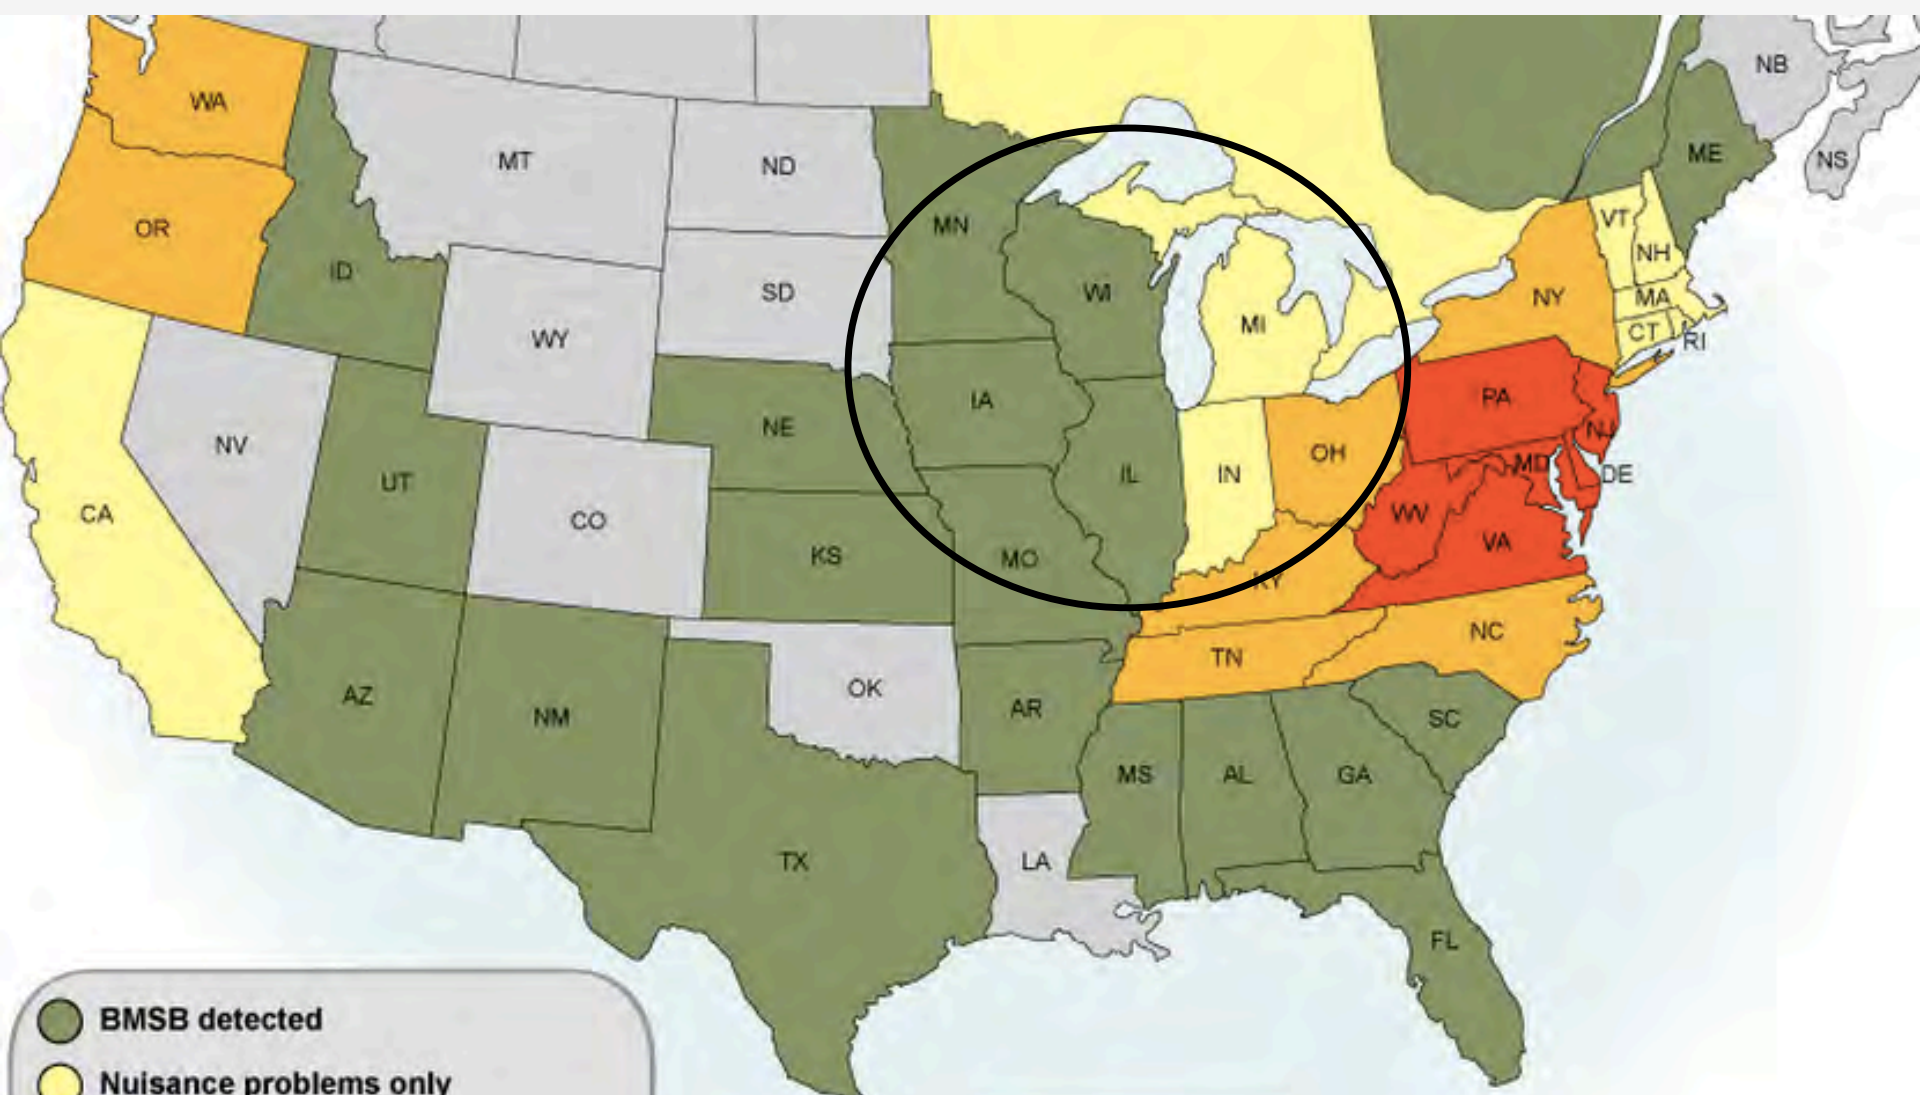 NB
WA
ME
MT
ND
NS
VT
MN
OR
NH
ID
SD
WI
NY
MA
MI
CT
RI
WY
PA
IA
NE
NJ
NV
OH
MD
IN
IL
DE
UT
WV
CA
CO
VA
KS
MO
KY
NC
TN
OK
AZ
AR
NM
SC
MS
AL
GA
TX
LA
FL
BMSB detected
Nuisance problems only